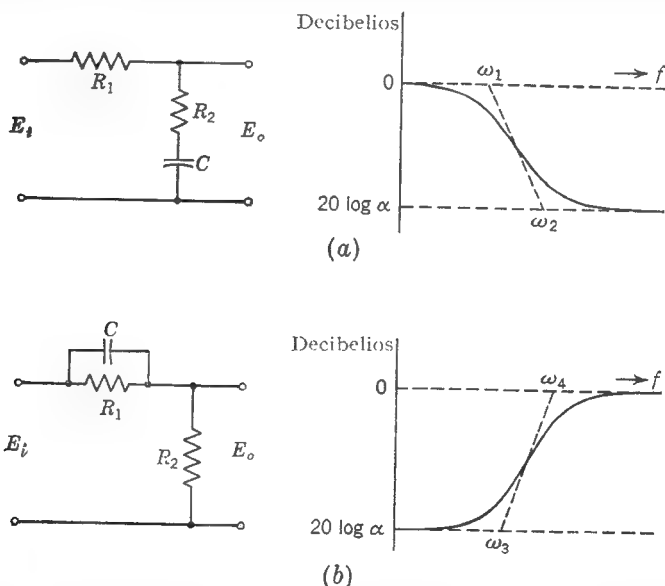 Decibelios
R₁
R₂
C
Eᵢ
Eₒ
0
ω₁
f
20 log α
ω₂
(a)
Decibelios
C
R₁
R₂
Eᵢ
Eₒ
0
ω₄
f
20 log α
ω₃
(b)